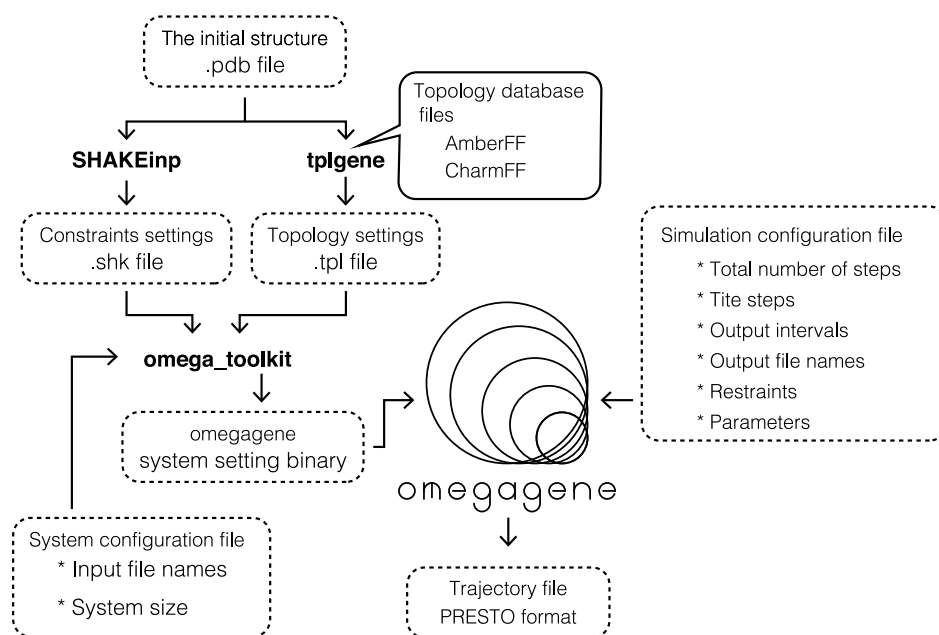 The initial structure
.pdb file
Topology database
files
AmberFF
CharmFF
SHAKEinp
tplgene
Constraints settings
.shk file
Topology settings
.tpl file
Simulation configuration file
* Total number of steps
* Tite steps
* Output intervals
* Output file names
* Restraints
* Parameters
omega_toolkit
omegagene
system setting binary
omegagene
System configuration file
* Input file names
* System size
Trajectory file
PRESTO format